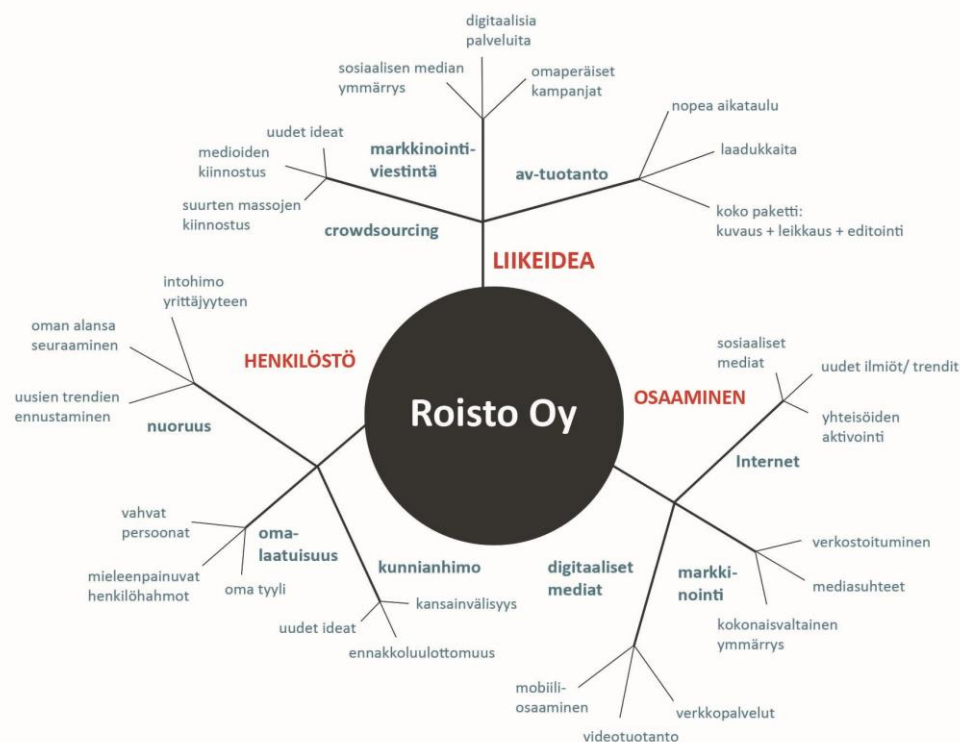 digitaalisia
palveluita
sosiaalisen median
ymmärrys
omaperäiset
kampanjat
nopea aikataulu
laadukkaita
koko paketti:
kuvaus + leikkaus + editointi
uudet ideat
medioiden
kiinnostus
suurten massojen
kiinnostus
markkinointi-
viestintä
av-tuotanto
crowdsourcing
LIIKEIDEA
intohimo
yrittäjyyteen
oman alansa
seuraaminen
uusien trendien
ennustaminen
HENKILÖSTÖ
nuoruus
vahvat
persoonat
mieleenpainuvat
henkilöhahmot
oma tyyli
oma-
laatuisuus
kunnianhimo
kansainvälisyys
uudet ideat
ennakkoluulottomuus
Roisto Oy
OSAAMINEN
sosiaaliset
mediat
uudet ilmiöt/ trendit
yhteisöiden
aktivointi
Internet
digitaaliset
mediat
markki-
nointi
verkostoituminen
mediasuhteet
kokonaisvaltainen
ymmärrys
mobiili-
osaaminen
videotuotanto
verkkopalvelut